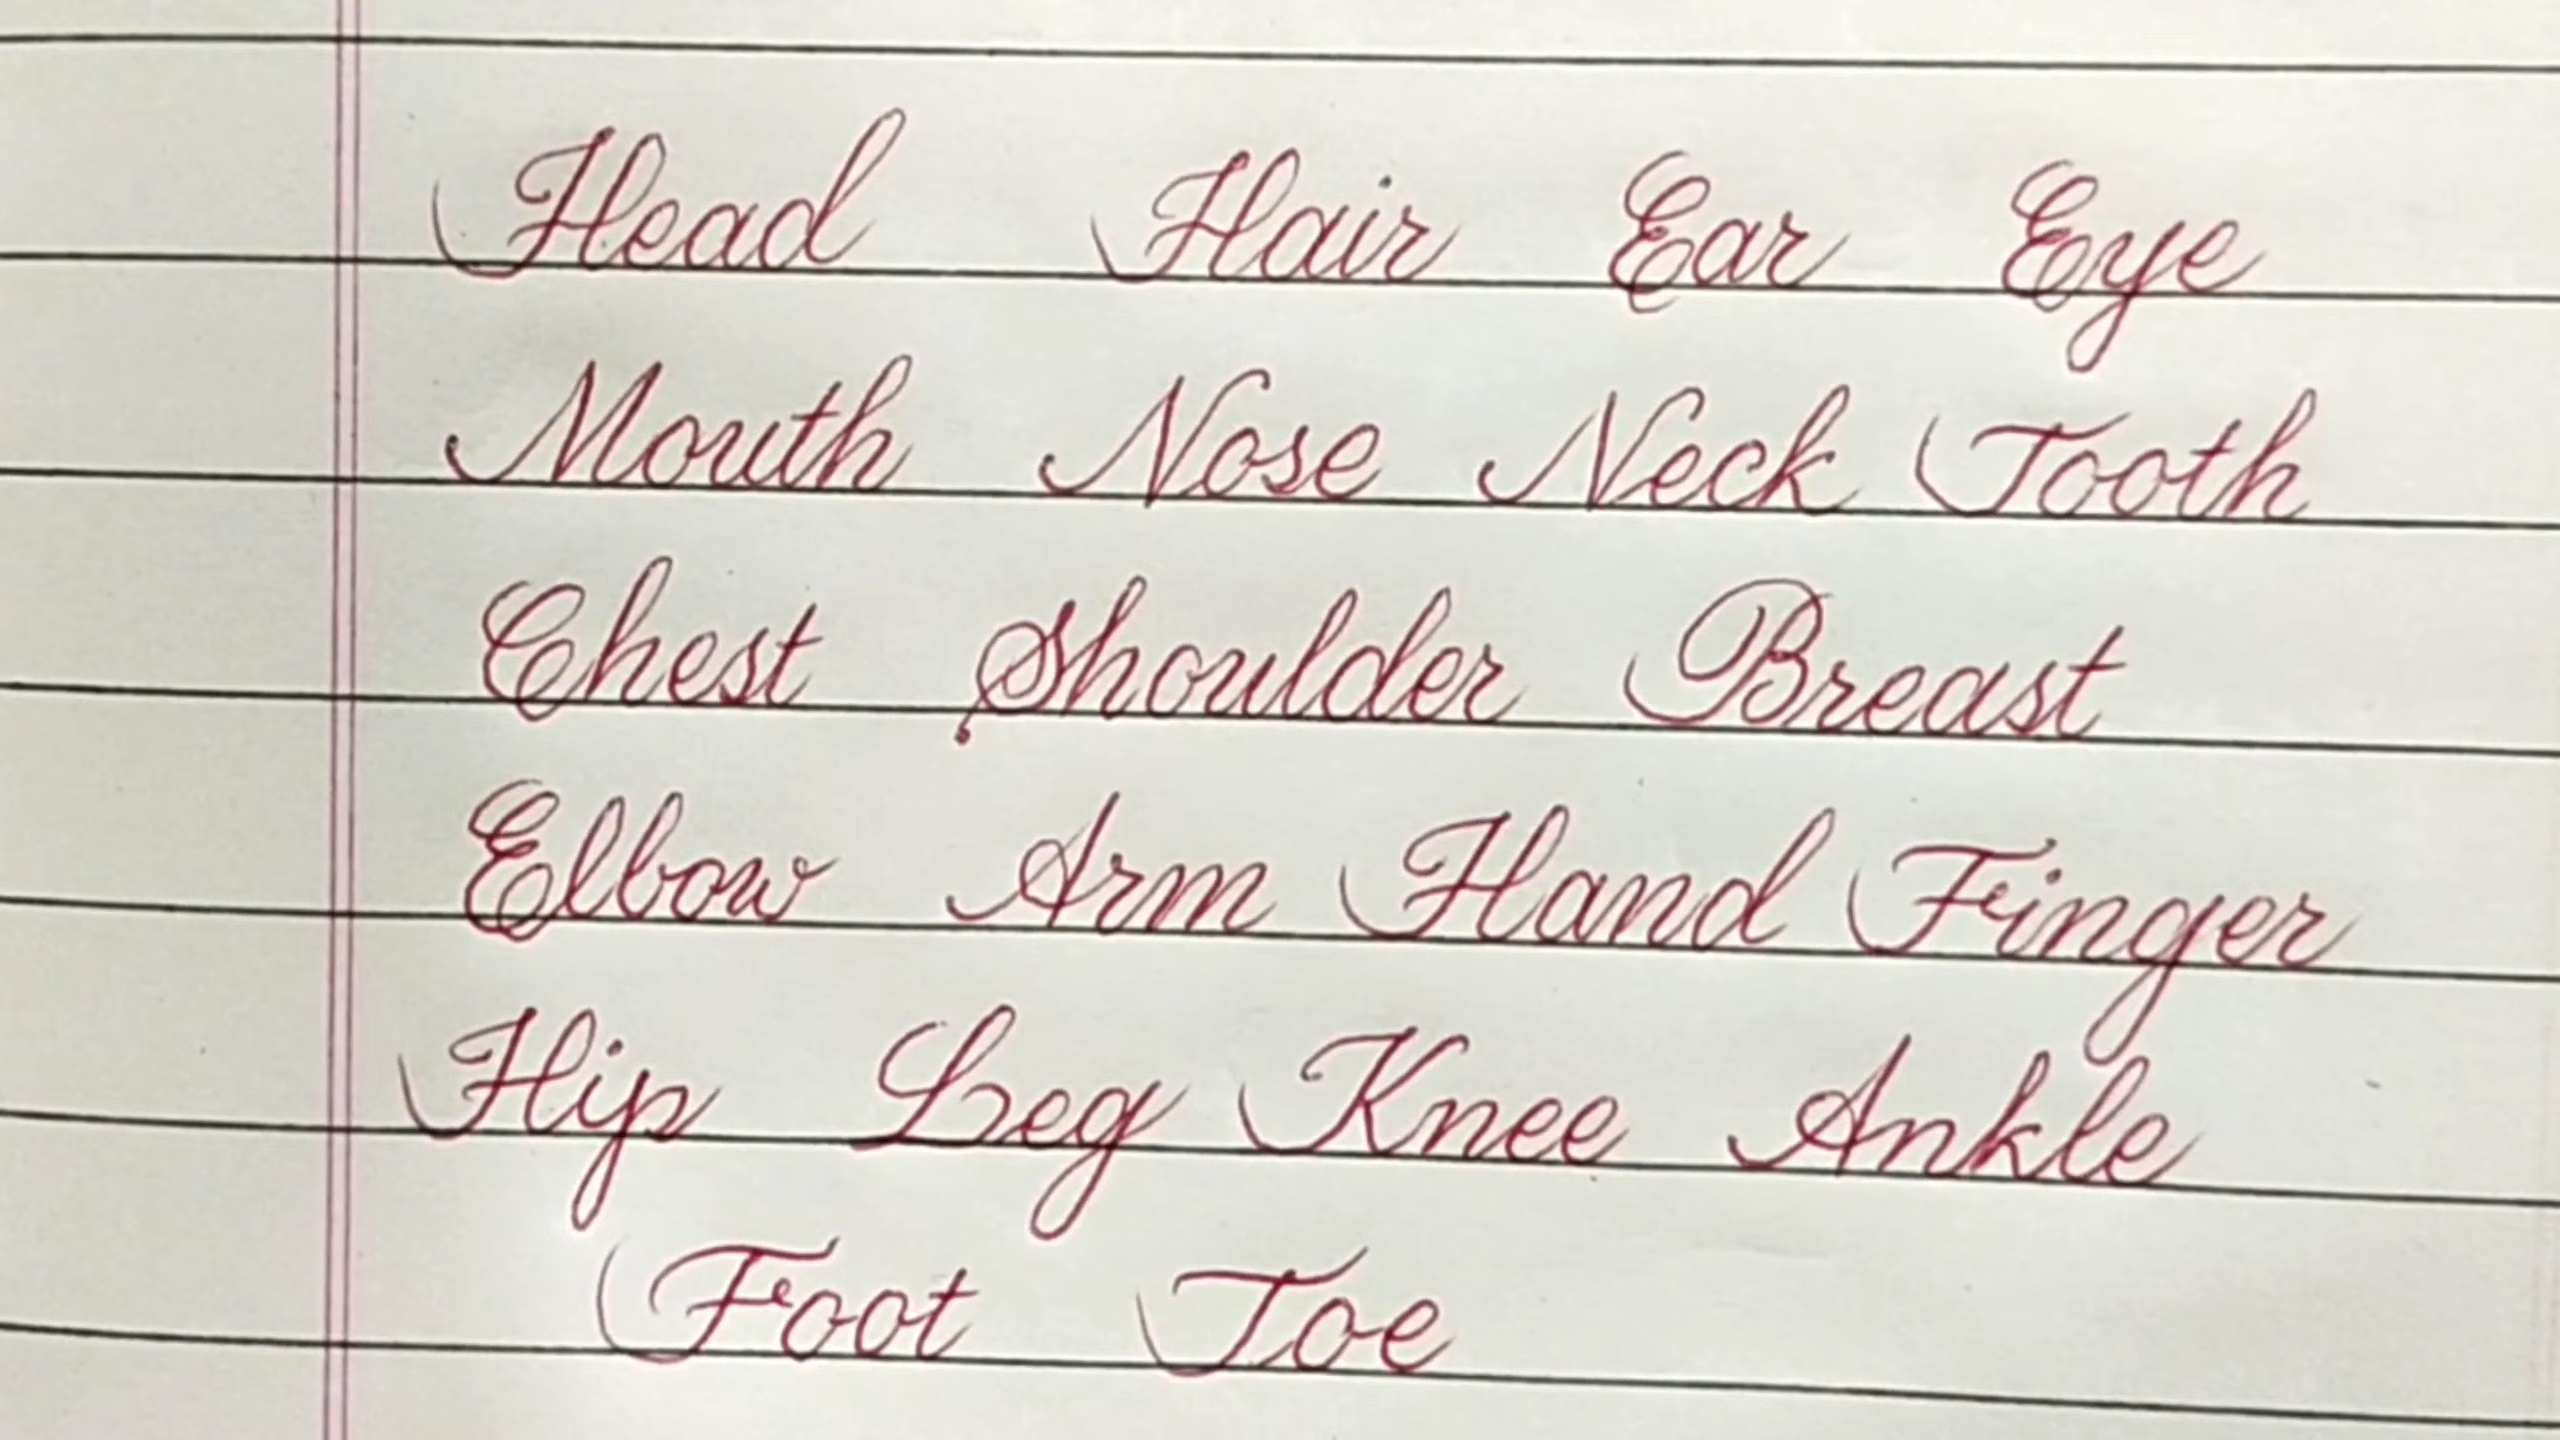 Head Hair Ear Eye
Mouth Nose Neck Tooth
Chest Shoulder Breast
Elbow Arm Hand Finger
Hip Leg Knee Ankle
Foot Toe